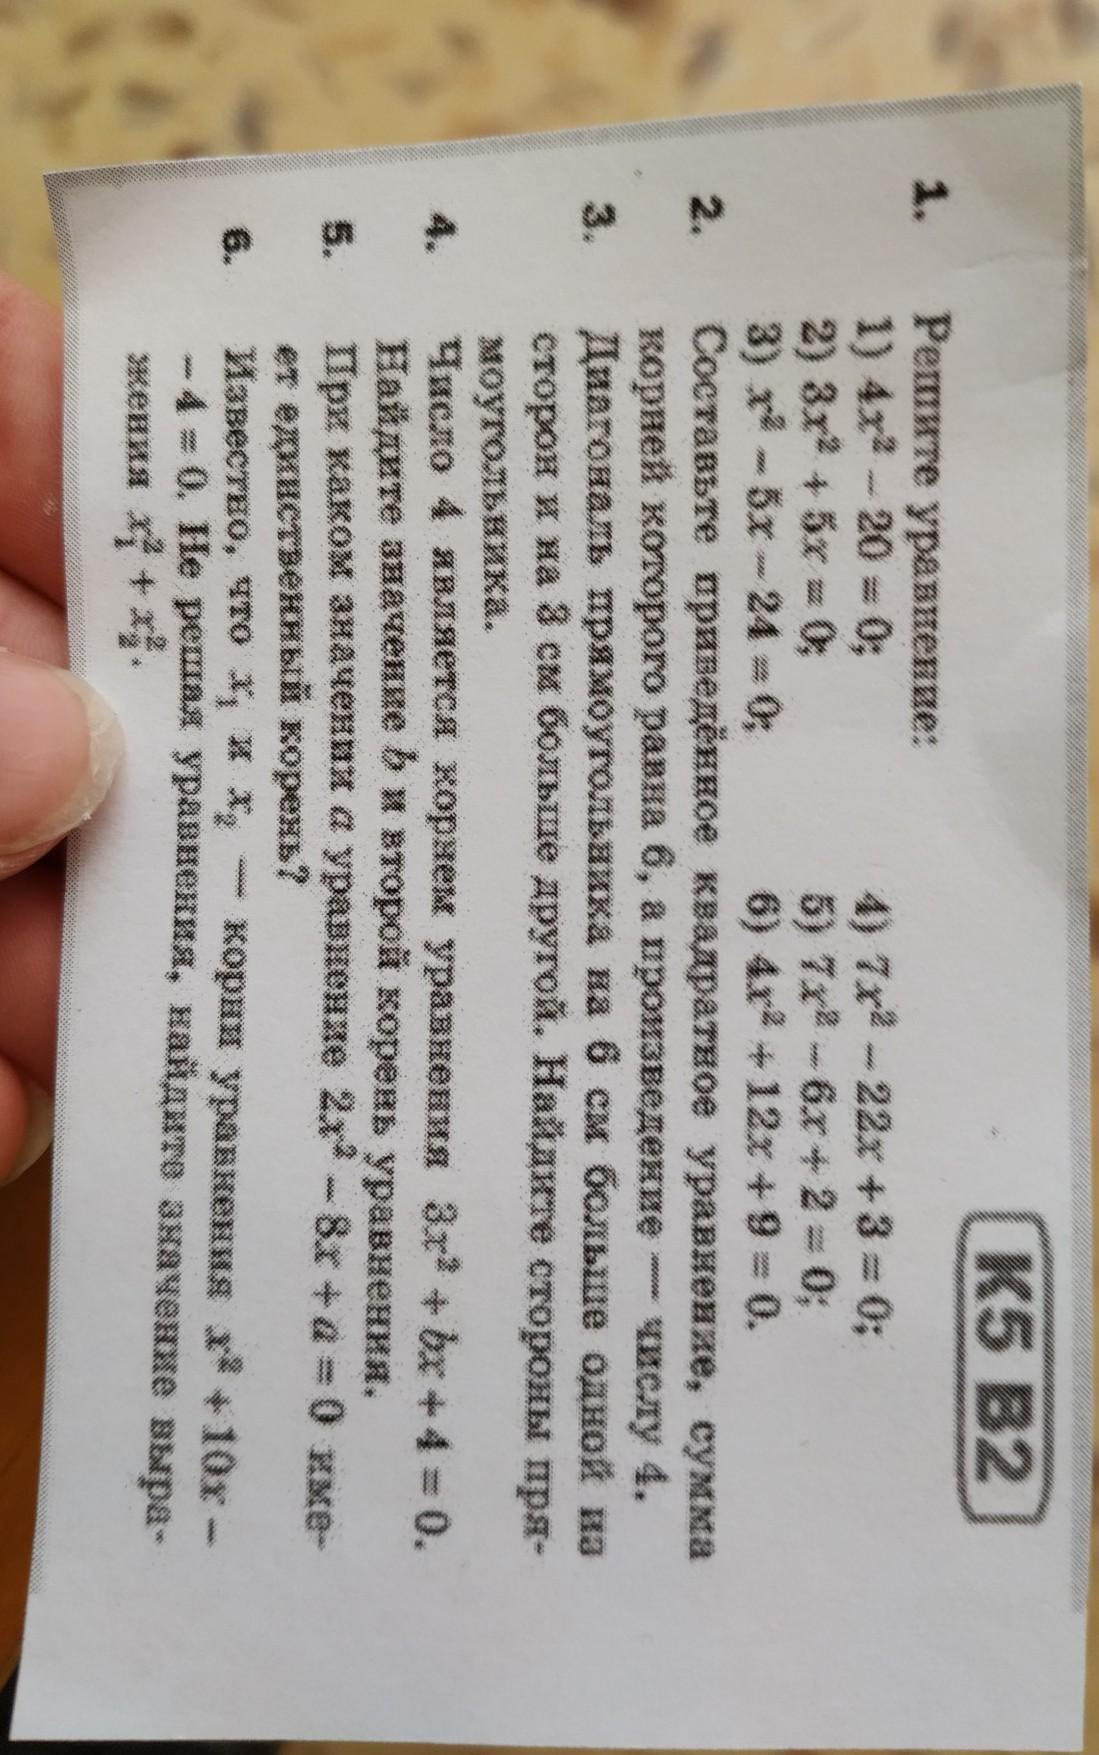 К5 В2
1. Решите уравнение:
1) 4x² − 20 = 0; 4) 7x² − 22x + 3 = 0;
2) 3x² + 5x = 0; 5) 7x² − 6x + 2 = 0;
3) x² − 5x − 24 = 0; 6) 4x² + 12x + 9 = 0.
2. Составьте приведённое квадратное уравнение, сумма
корней которого равна 6, а произведение — числу 4.
3. Диагональ прямоугольника на 6 см больше одной из
сторон и на 3 см больше другой. Найдите стороны пря-
моугольника.
4. Число 4 является корнем уравнения 3x² + bx + 4 = 0.
Найдите значение b и второй корень уравнения.
5. При каком значении a уравнение 2x² − 8x + a = 0 име-
ет единственный корень?
6. Известно, что x₁ и x₂ — корни уравнения x² + 10x −
− 4 = 0. Не решая уравнения, найдите значение выра-
жения x₁² + x₂².